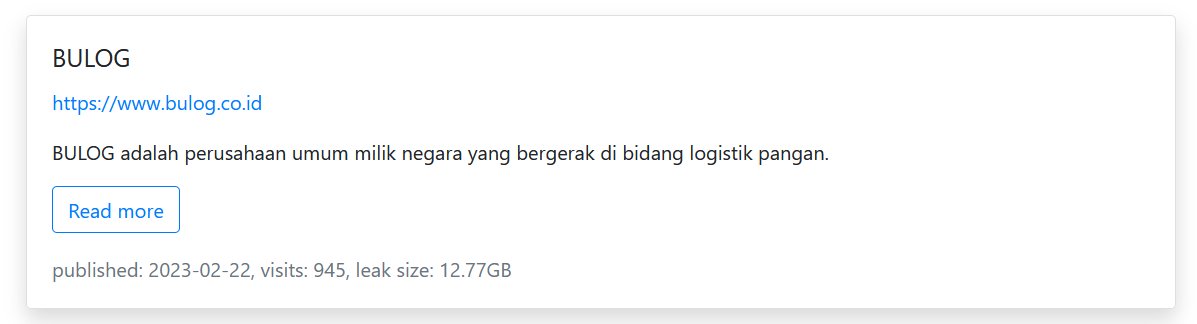 BULOG
https://www.bulog.co.id
BULOG adalah perusahaan umum milik negara yang bergerak di bidang logistik pangan.
Read more
published: 2023-02-22, visits: 945, leak size: 12.77GB